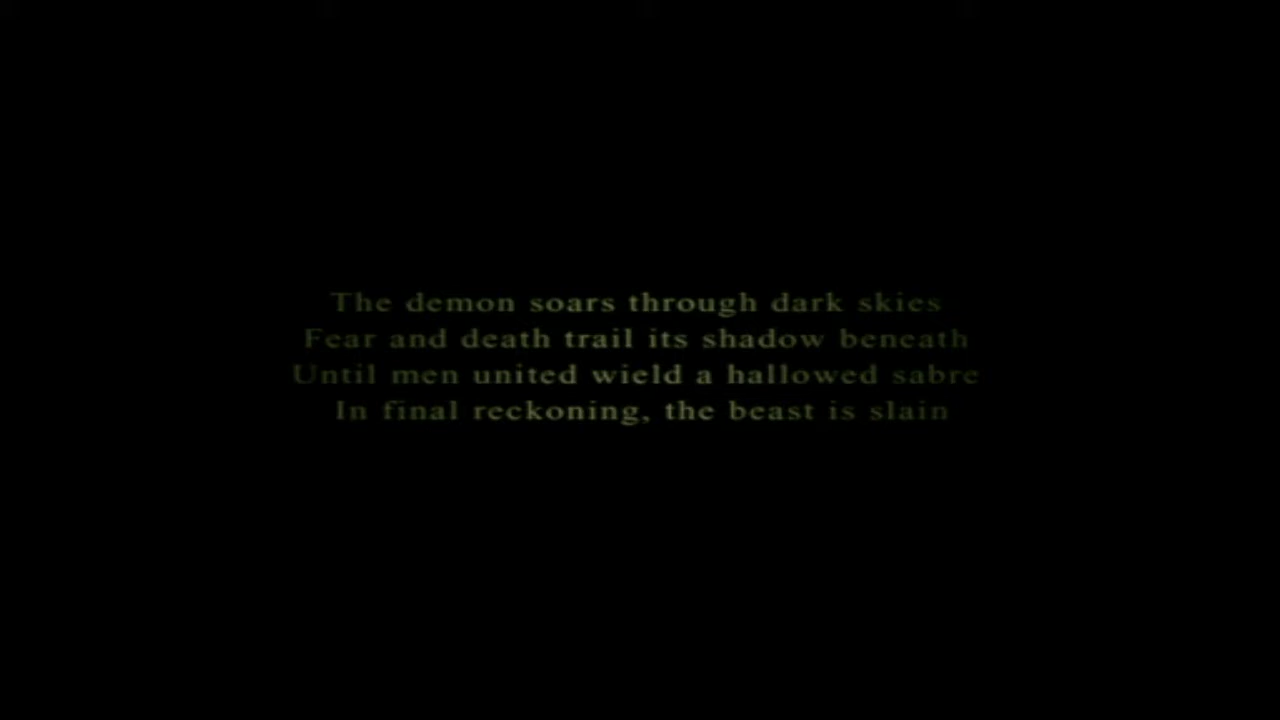 The demon soars through dark skies
Fear and death trail its shadow beneath
Until men united wield a hallowed sabre
In final reckoning, the beast is slain